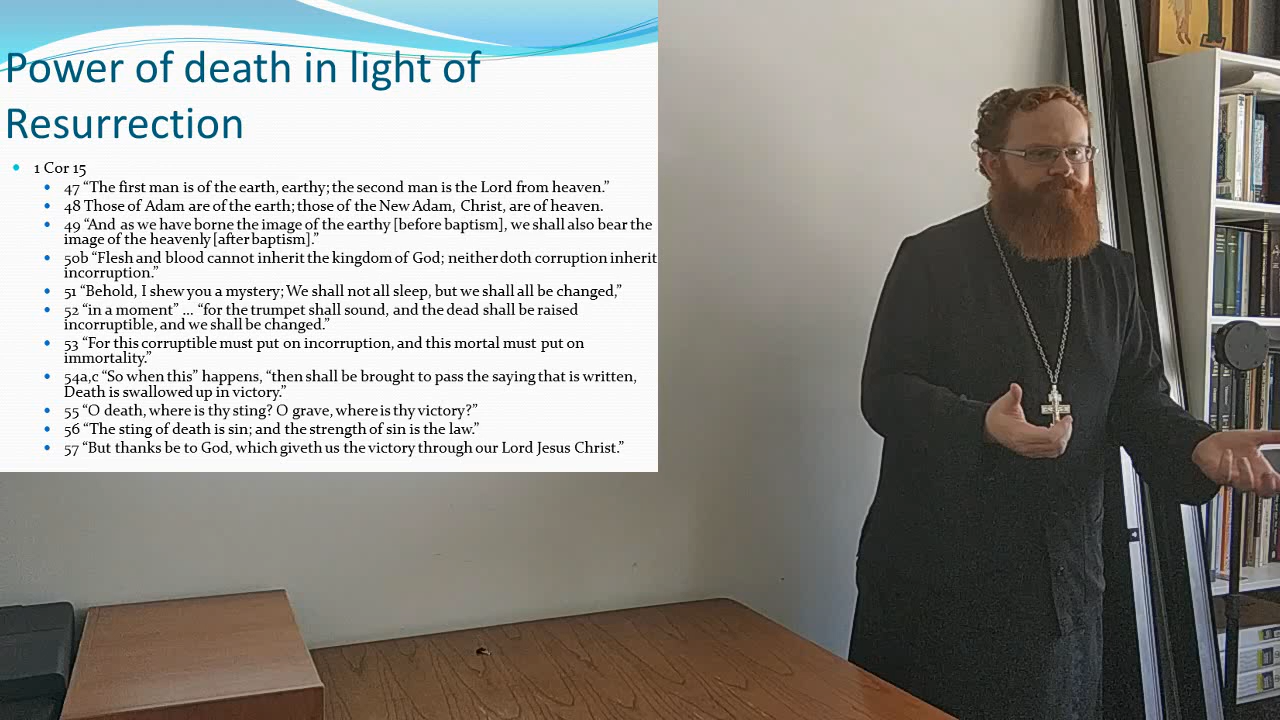 Power of death in light of
Resurrection
1 Cor 15
47 “The first man is of the earth, earthy; the second man is the Lord from heaven.”
48 Those of Adam are of the earth; those of the New Adam, Christ, are of heaven.
49 “And as we have borne the image of the earthy [before baptism], we shall also bear the
image of the heavenly [after baptism].”
50b “Flesh and blood cannot inherit the kingdom of God; neither doth corruption inherit
incorruption.”
51 “Behold, I shew you a mystery; We shall not all sleep, but we shall all be changed,”
52 “in a moment” ... “for the trumpet shall sound, and the dead shall be raised
incorruptible, and we shall be changed.”
53 “For this corruptible must put on incorruption, and this mortal must put on
immortality.”
54a,c “So when this” happens, “then shall be brought to pass the saying that is written,
Death is swallowed up in victory.”
55 “O death, where is thy sting? O grave, where is thy victory?”
56 “The sting of death is sin; and the strength of sin is the law.”
57 “But thanks be to God, which giveth us the victory through our Lord Jesus Christ.”